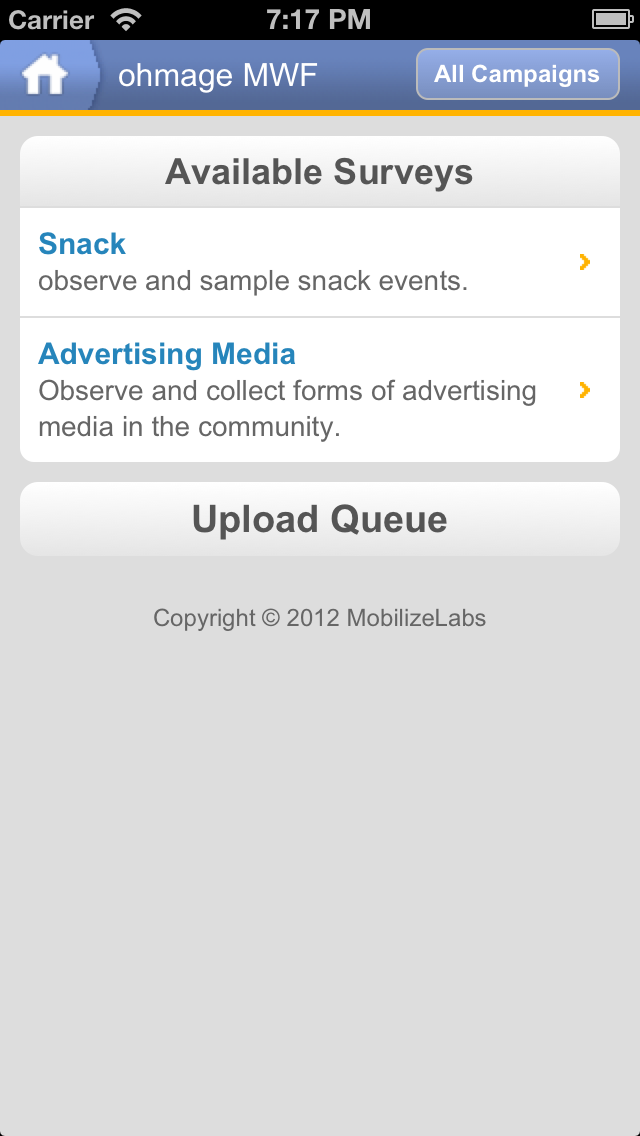 Carrier 7:17 PM
ohmage MWF All Campaigns
Available Surveys
Snack
observe and sample snack events.
Advertising Media
Observe and collect forms of advertising
media in the community.
Upload Queue
Copyright © 2012 MobilizeLabs